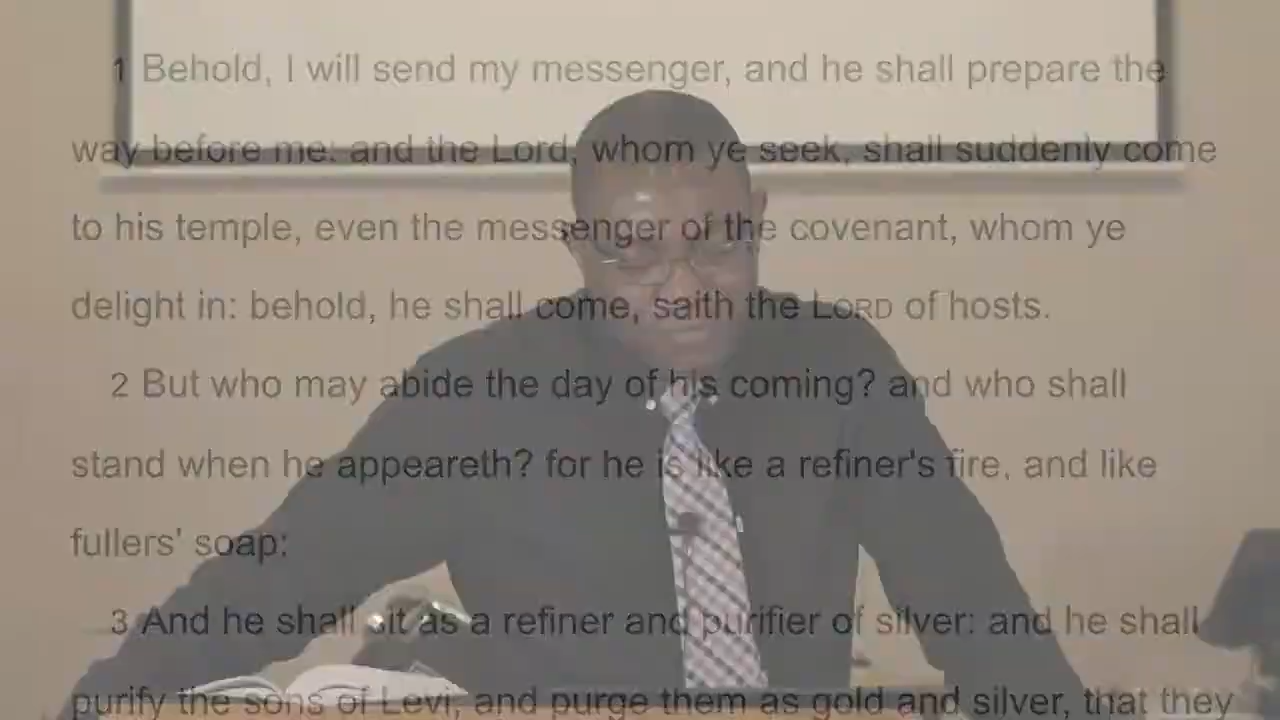 1 Behold, I will send my messenger, and he shall prepare the
way before me: and the Lord, whom ye seek, shall suddenly come
to his temple, even the messenger of the covenant, whom ye
delight in: behold, he shall come, saith the LORD of hosts.
2 But who may abide the day of his coming? and who shall
stand when he appeareth? for he is like a refiner's fire, and like
fullers' soap:
3 And he shall sit as a refiner and purifier of silver: and he shall
purify the sons of Levi, and purge them as gold and silver, that they